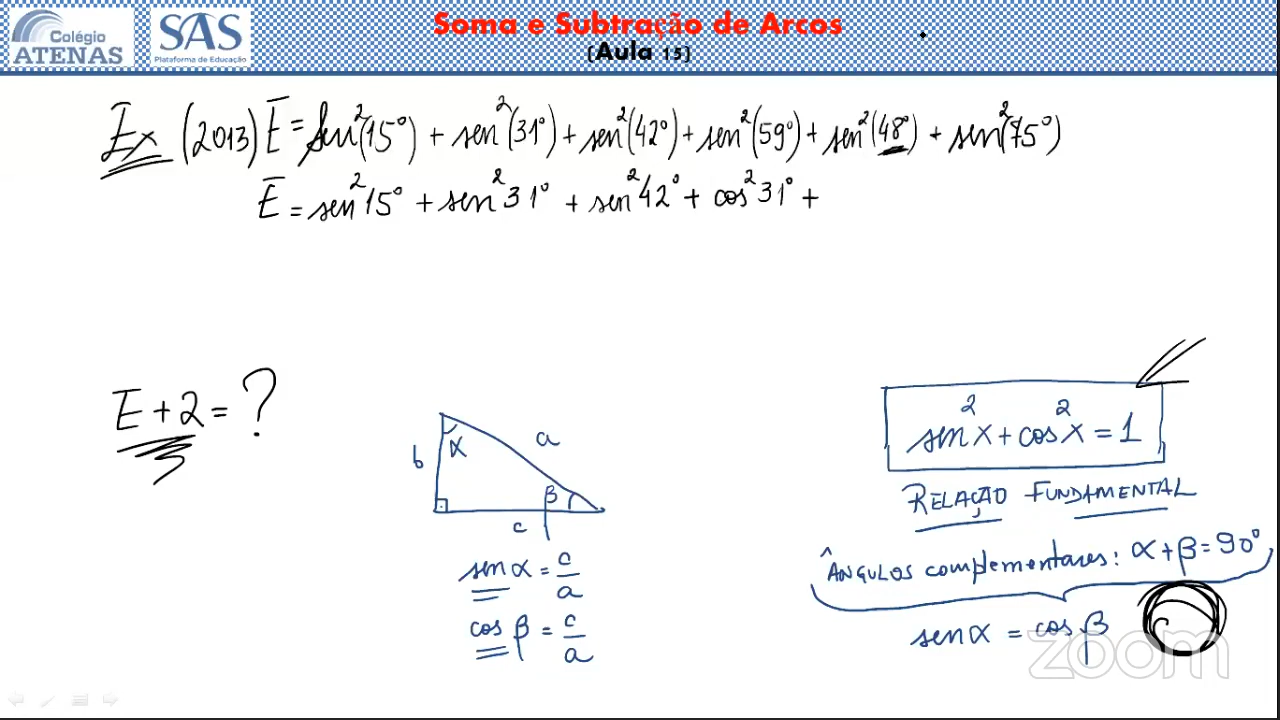 Colégio
ATENAS
SAS
Plataforma de Educação
Soma e Subtração de Arcos
(Aula 15)
Ex (2013) E = sen²(15°) + sen²(31°) + sen²(42°) + sen²(59°) + sen²(48°) + sen²(75°)
E = sen²15° + sen²31° + sen²42° + cos²31° +
E + 2 = ?
b α a
β
c
sen α = c/a
cos β = c/a
sen²x + cos²x = 1
RELAÇÃO FUNDAMENTAL
ÂNGULOS complementares: α + β = 90°
sen α = cos β
zoom